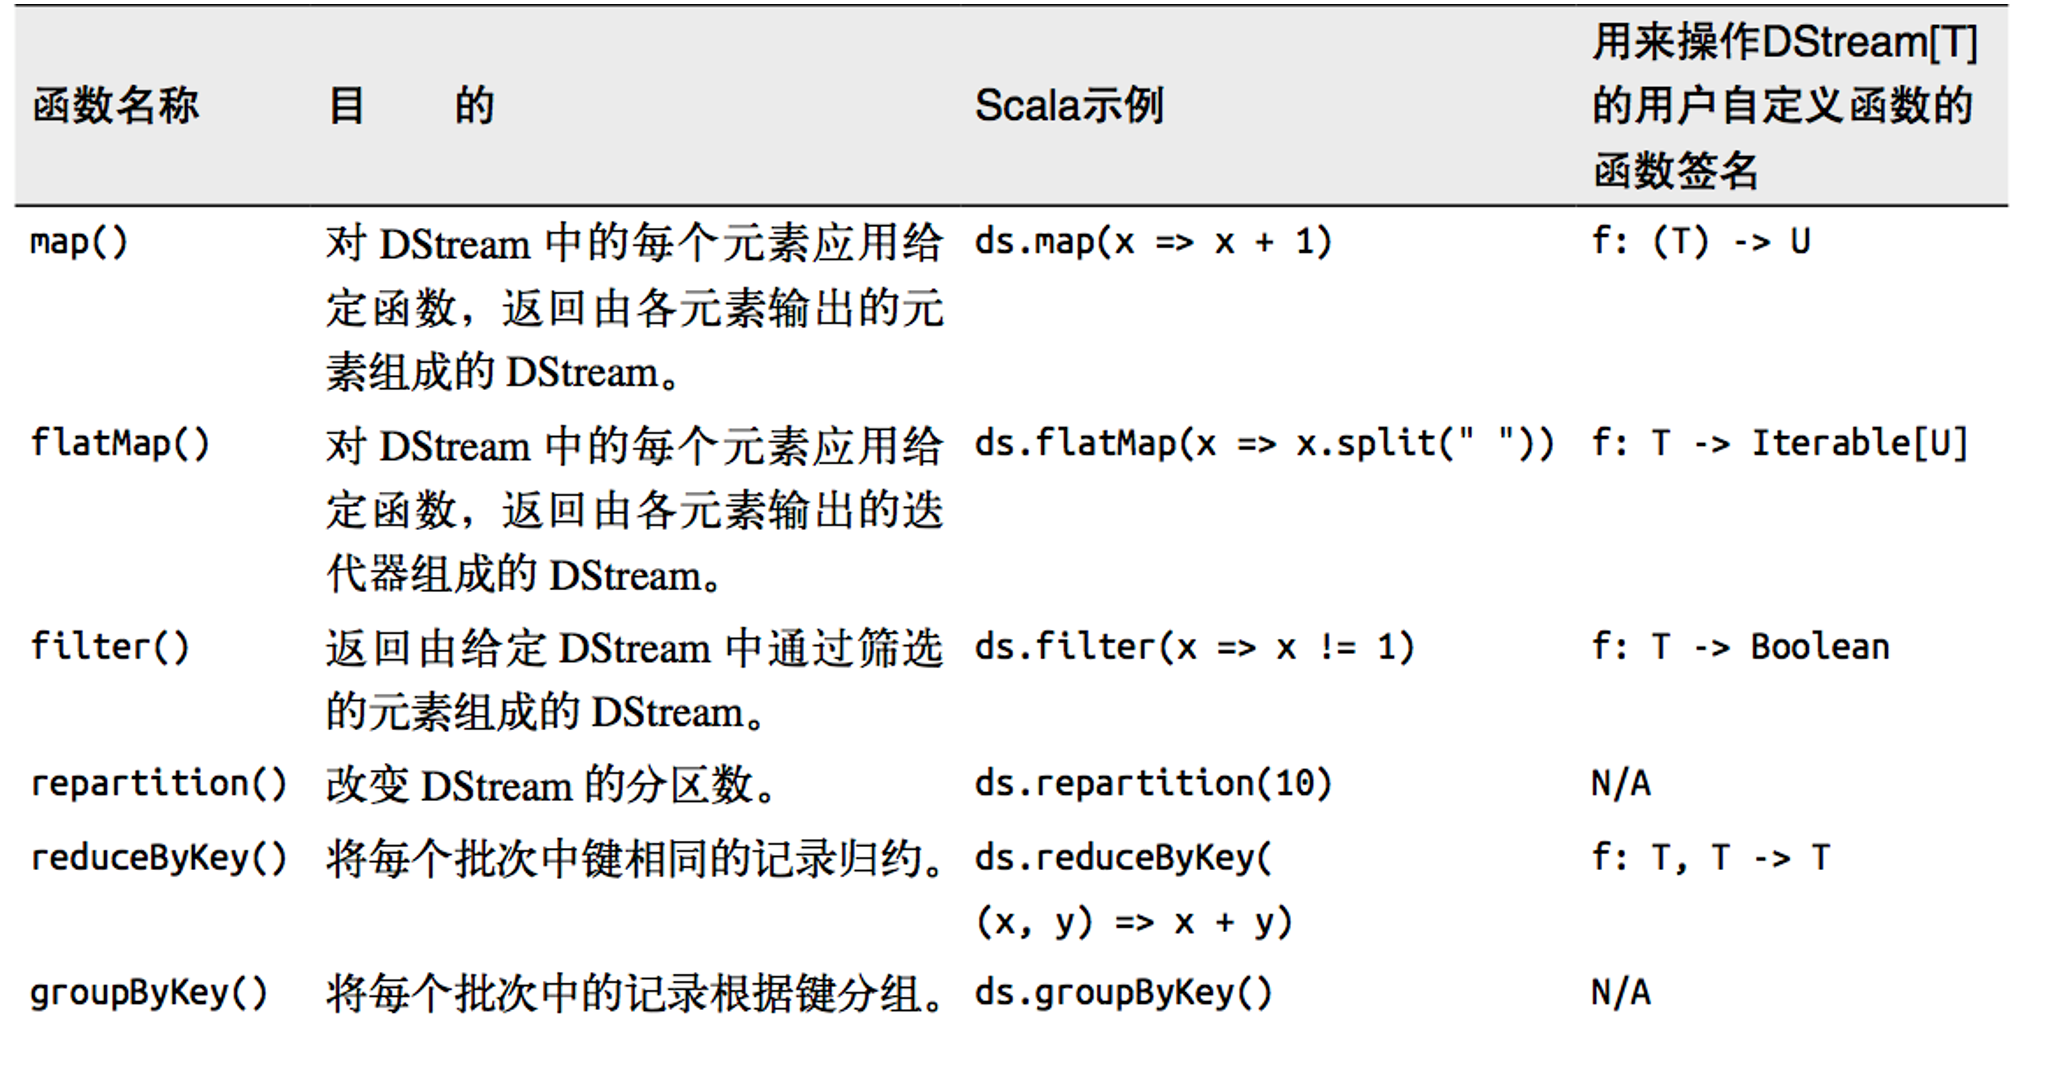 函数名称 目 的 Scala示例 用来操作DStream[T]
的用户自定义函数的
函数签名
map() 对 DStream 中的每个元素应用给 ds.map(x => x + 1) f: (T) -> U
定函数，返回由各元素输出的元
素组成的 DStream。
flatMap() 对 DStream 中的每个元素应用给 ds.flatMap(x => x.split(" ")) f: T -> Iterable[U]
定函数，返回由各元素输出的迭
代器组成的 DStream。
filter() 返回由给定 DStream 中通过筛选 ds.filter(x => x != 1) f: T -> Boolean
的元素组成的 DStream。
repartition() 改变 DStream 的分区数。 ds.repartition(10) N/A
reduceByKey() 将每个批次中键相同的记录归约。 ds.reduceByKey( f: T, T -> T
(x, y) => x + y)
groupByKey() 将每个批次中的记录根据键分组。 ds.groupByKey() N/A